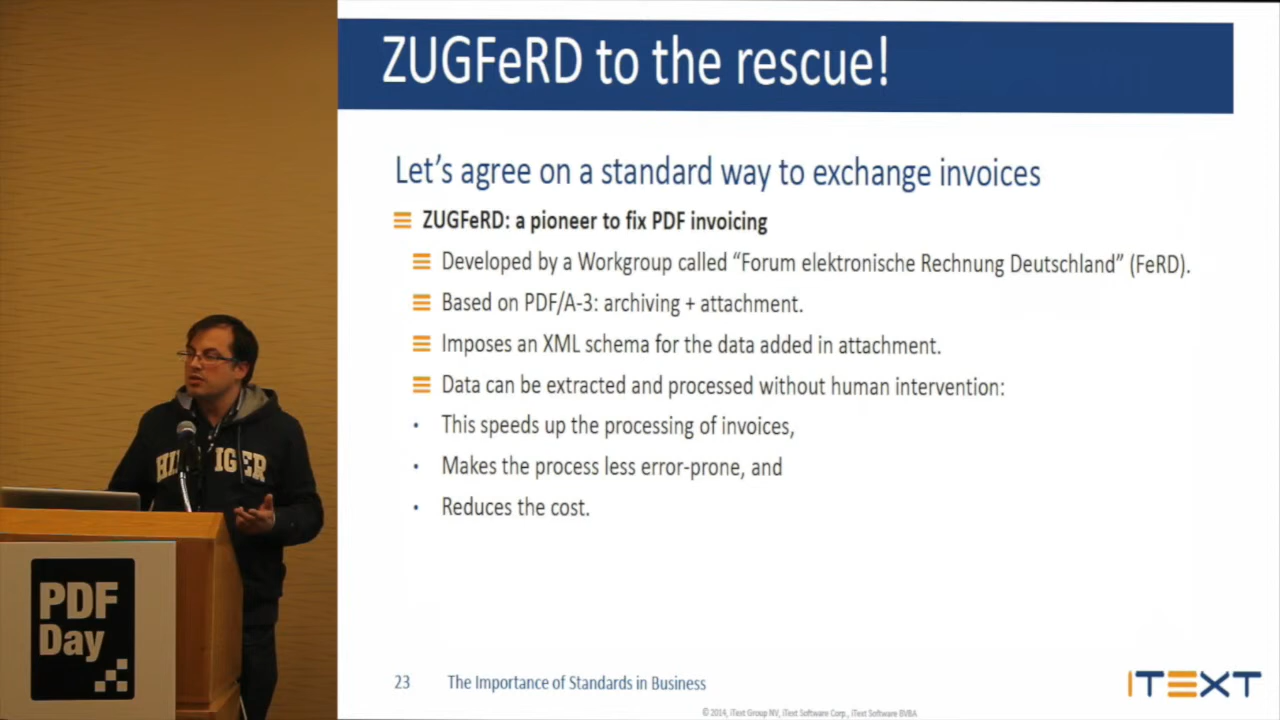 ZUGFeRD to the rescue!
Let's agree on a standard way to exchange invoices
ZUGFeRD: a pioneer to fix PDF invoicing
Developed by a Workgroup called “Forum elektronische Rechnung Deutschland” (FeRD).
Based on PDF/A-3: archiving + attachment.
Imposes an XML schema for the data added in attachment.
Data can be extracted and processed without human intervention:
• This speeds up the processing of invoices,
• Makes the process less error-prone, and
• Reduces the cost.
23 The Importance of Standards in Business
iTEXT
© 2014, iText Group NV, iText Software Corp., iText Software BVBA
PDF
Day